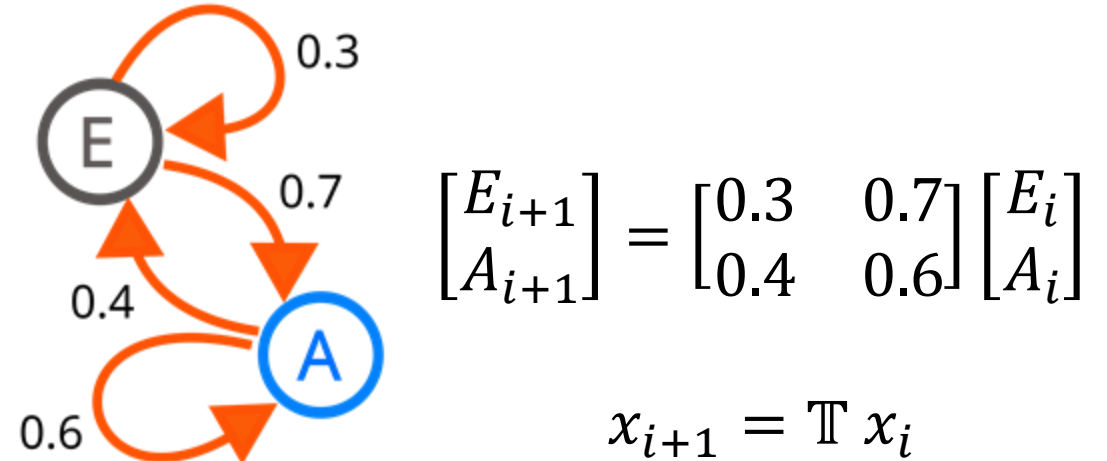 0.3
E
0.7
0.4
A
0.6
[E_{i+1} A_{i+1}] = [0.3 0.7 0.4 0.6] [E_i A_i]
x_{i+1} = 𝕋 x_i